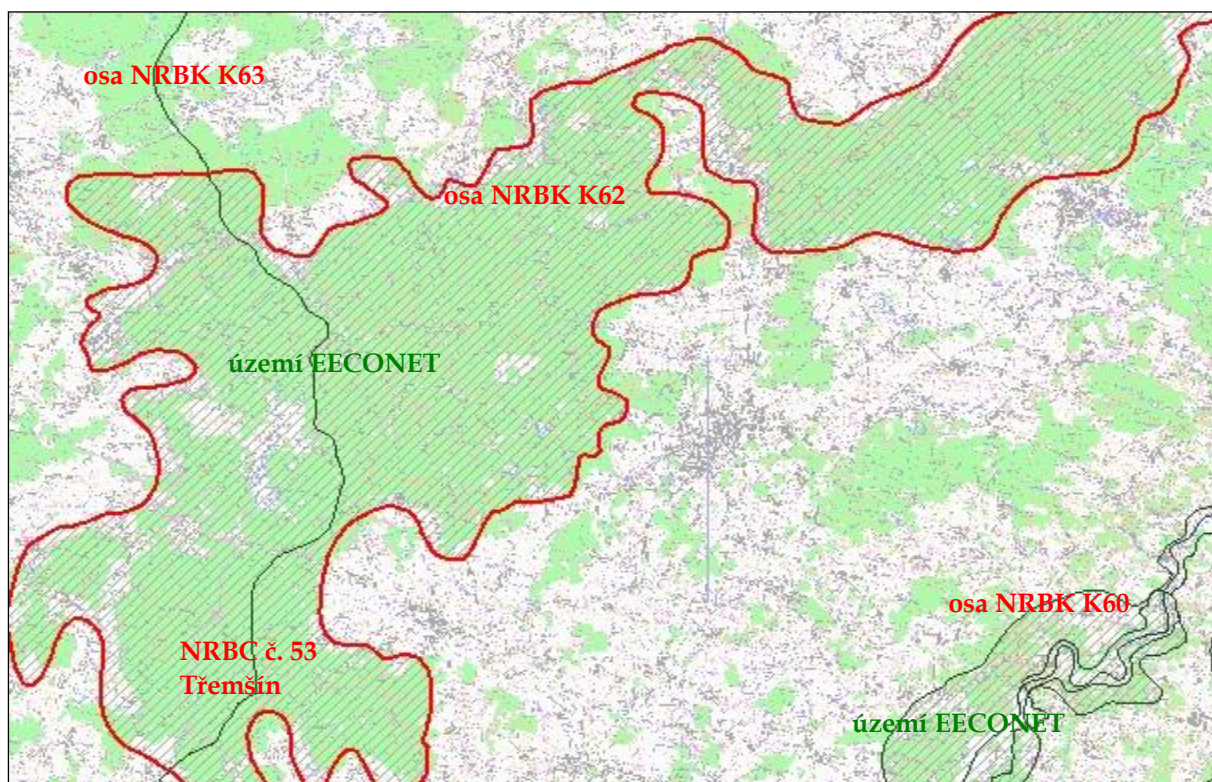 osa NRBK K63
osa NRBK K62
území EECONET
osa NRBK K60
NRBC č. 53
Třemšín
území EECONET